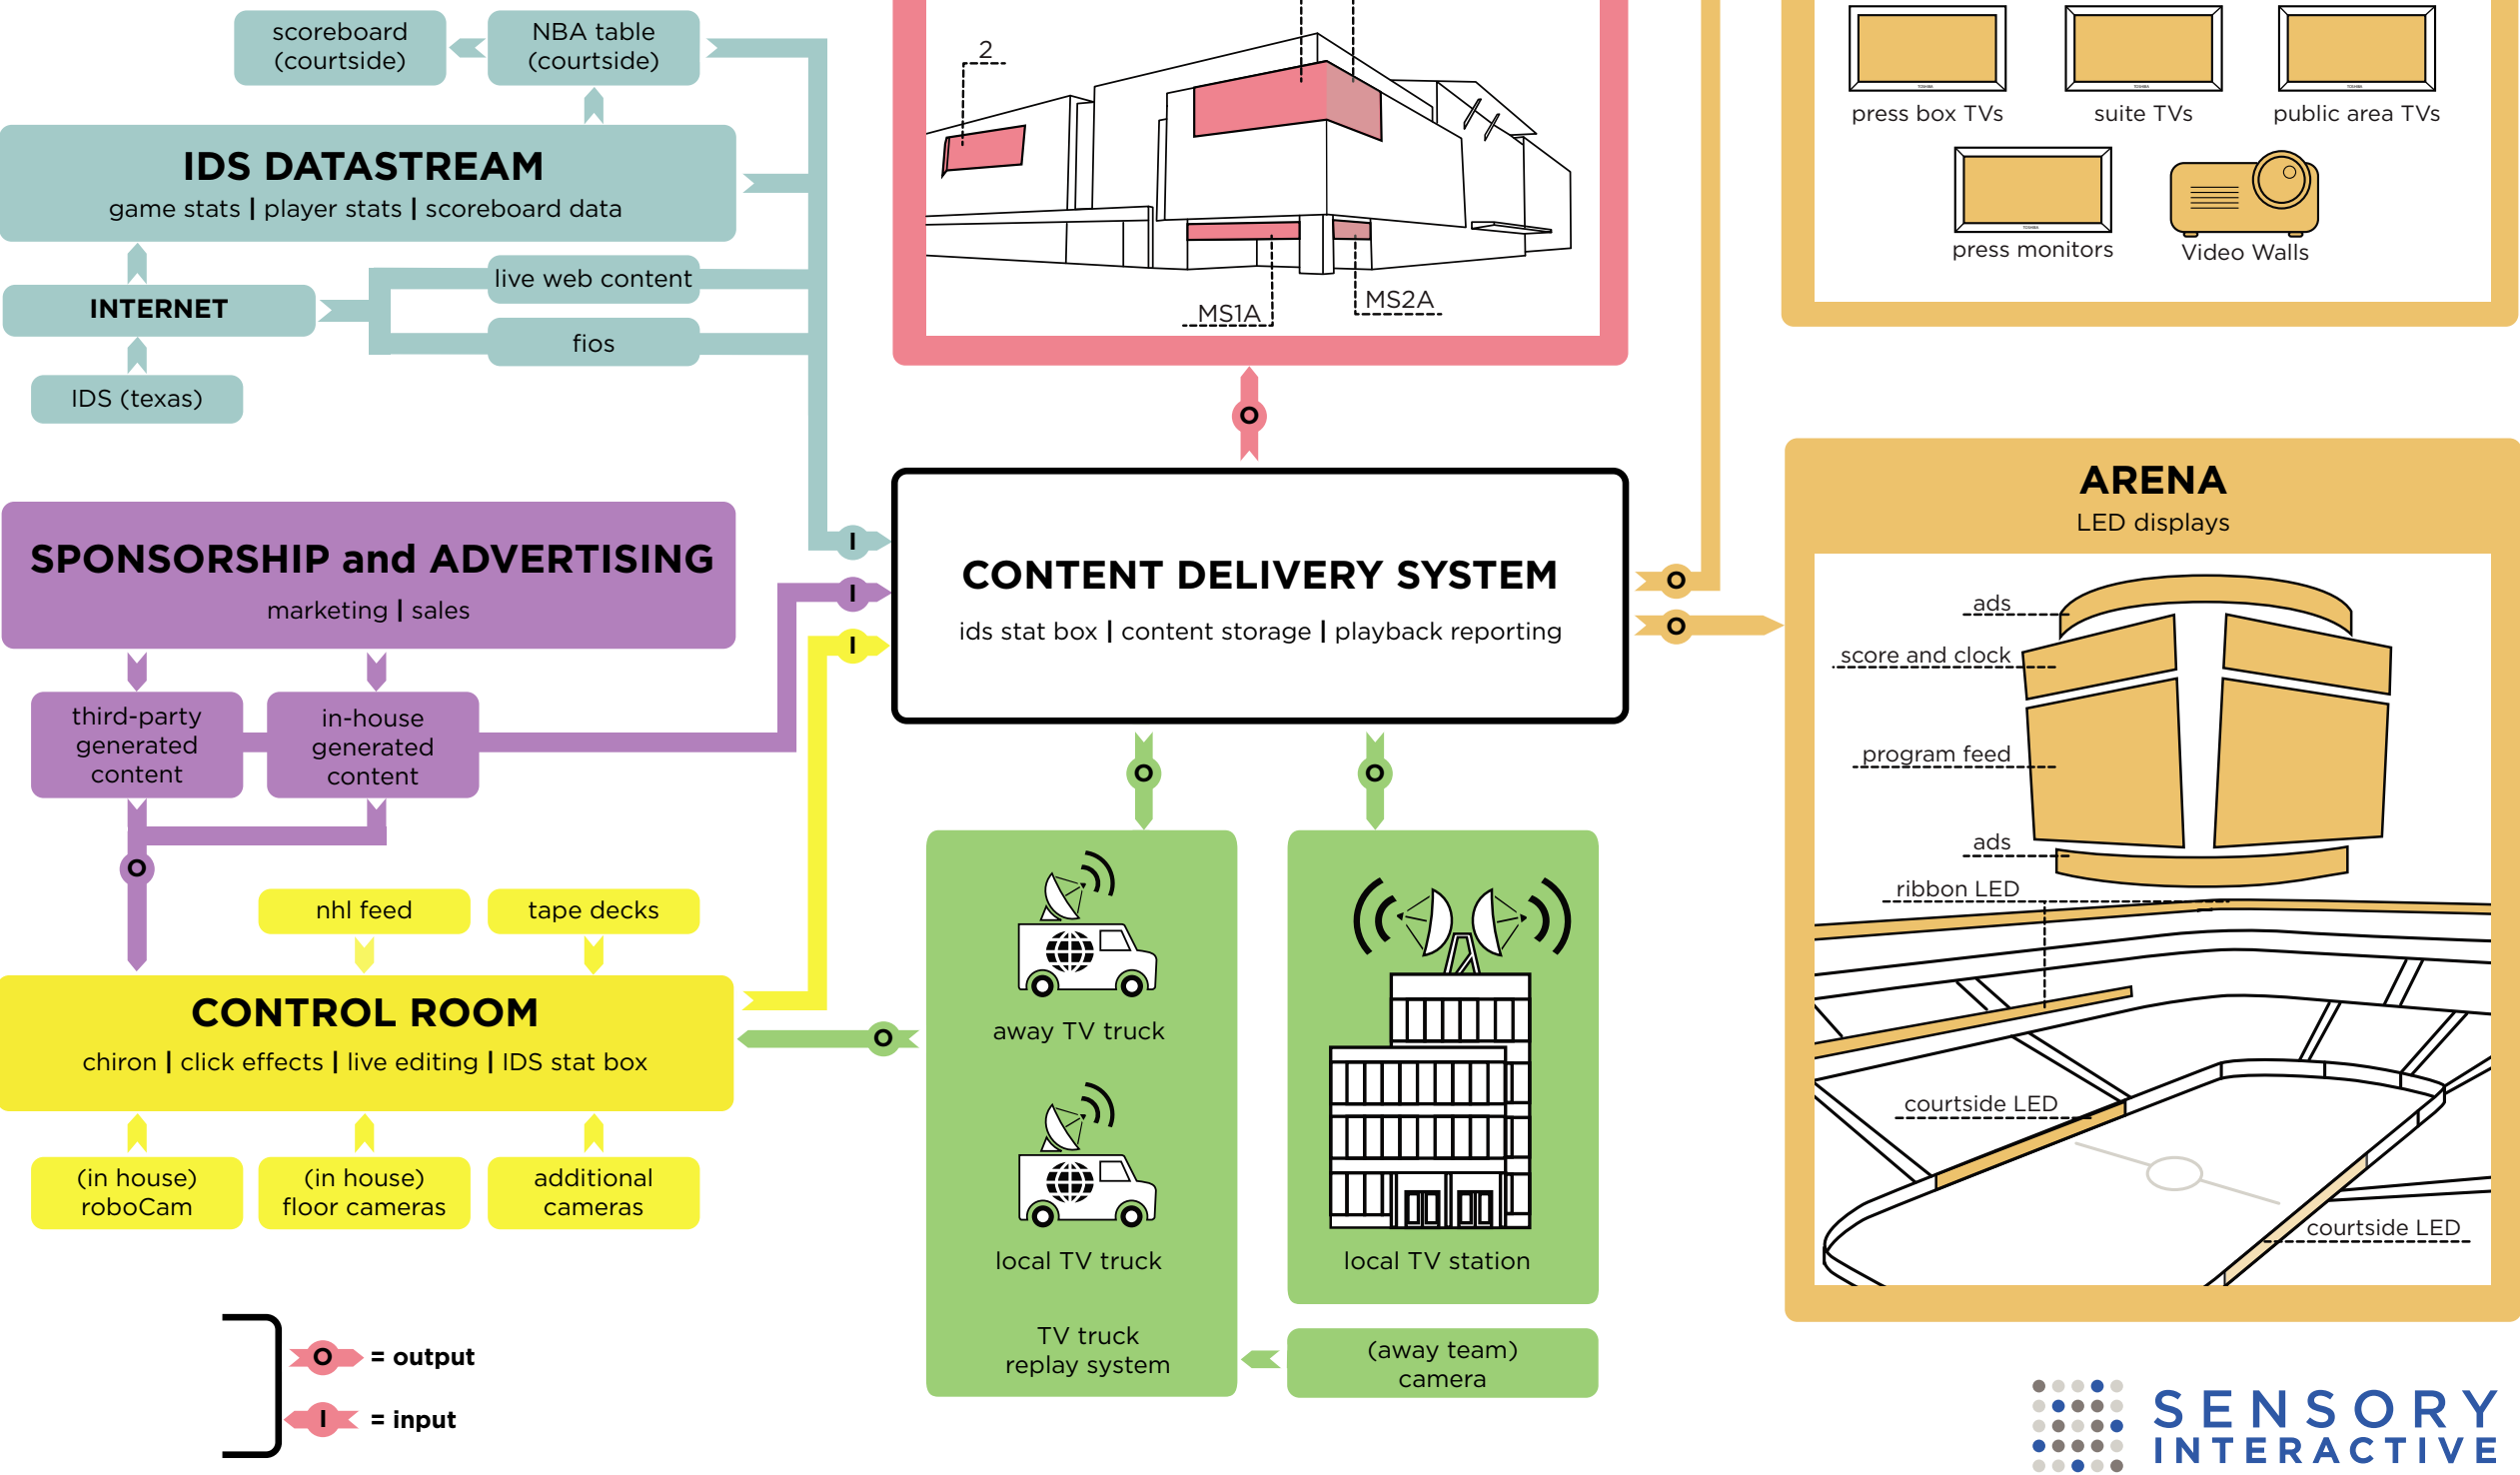 scoreboard
(courtside)
NBA table
(courtside)
IDS DATASTREAM
game stats | player stats | scoreboard data
live web content
INTERNET
fios
IDS (texas)
2
MS1A
MS2A
TOSHIBA
TOSHIBA
TOSHIBA
press box TVs
suite TVs
public area TVs
TOSHIBA
press monitors
Video Walls
O
SPONSORSHIP and ADVERTISING
marketing | sales
third-party
generated
content
in-house
generated
content
O
I
I
I
CONTENT DELIVERY SYSTEM
ids stat box | content storage | playback reporting
O
O
O
O
ARENA
LED displays
ads
score and clock
program feed
ads
ribbon LED
courtside LED
courtside LED
nhl feed
tape decks
CONTROL ROOM
chiron | click effects | live editing | IDS stat box
O
(in house)
roboCam
(in house)
floor cameras
additional
cameras
away TV truck
local TV truck
TV truck
replay system
local TV station
(away team)
camera
O = output
I = input
SENSORY
INTERACTIVE